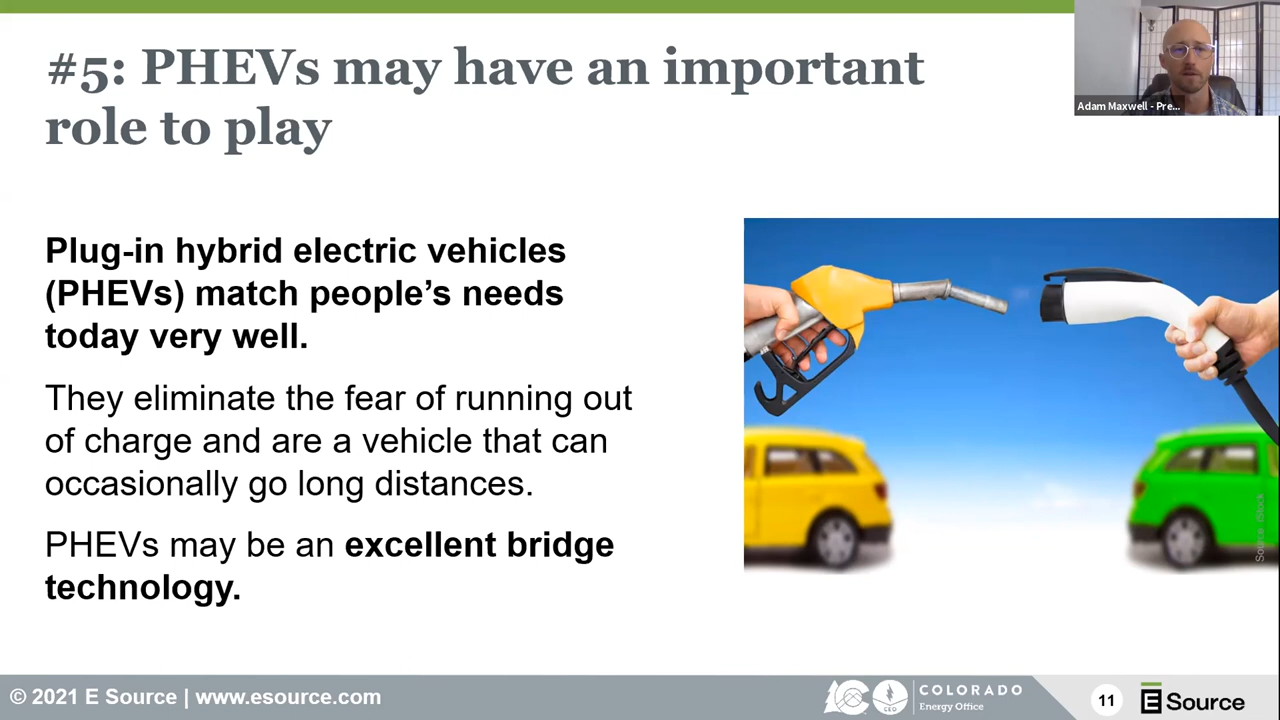 #5: PHEVs may have an important
role to play
Adam Maxwell - Pre...
Plug-in hybrid electric vehicles
(PHEVs) match people’s needs
today very well.
They eliminate the fear of running out
of charge and are a vehicle that can
occasionally go long distances.
PHEVs may be an excellent bridge
technology.
Source: iStock
© 2021 E Source | www.esource.com
CEO
COLORADO
Energy Office
11
E Source